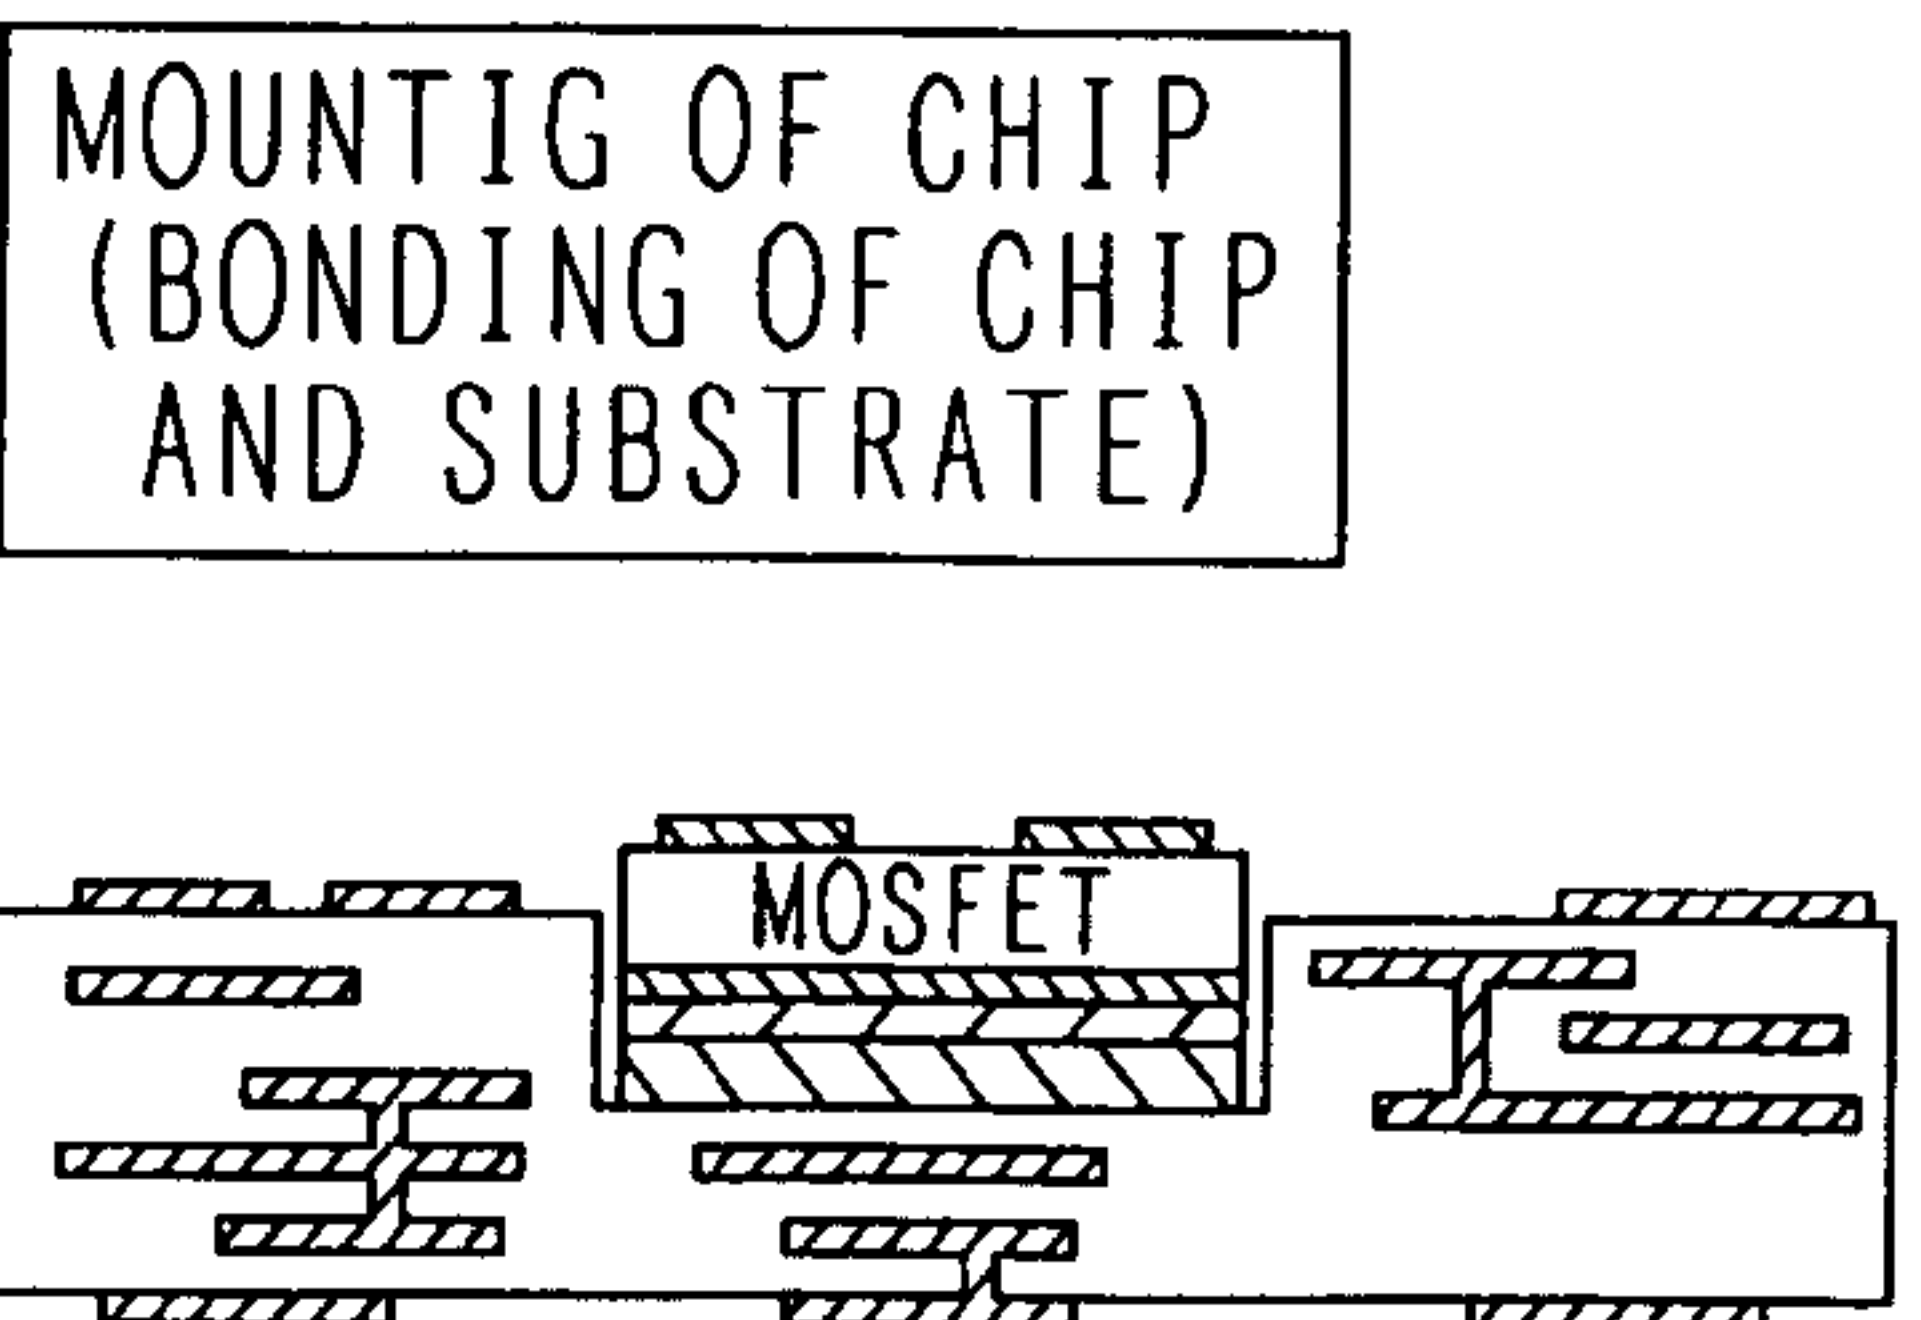 MOUNTIG OF CHIP
(BONDING OF CHIP
AND SUBSTRATE)
MOSFET